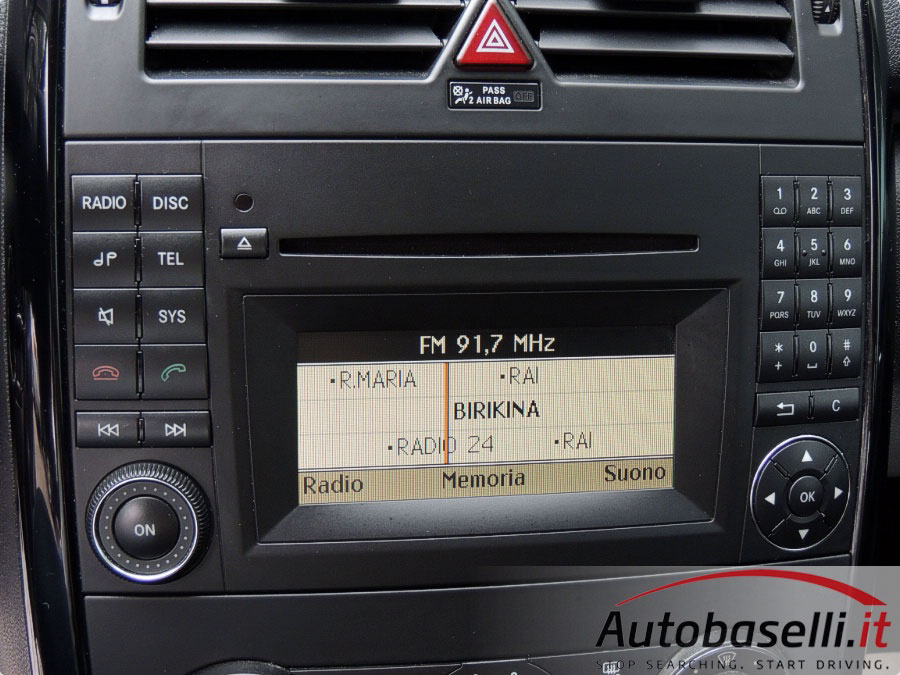 PASS
2 AIR BAG OFF
RADIO DISC
TEL
SYS
ON
1 2 ABC 3 DEF
4 GHI 5 JKL 6 MNO
7 PQRS 8 TUV 9 WXYZ
* + 0 #
C
OK
FM 91,7 MHz
•R.MARIA •RAI
BIRIKINA
•RADIO 24 •RAI
Radio Memoria Suono
Autobaselli.it
STOP SEARCHING. START DRIVING.